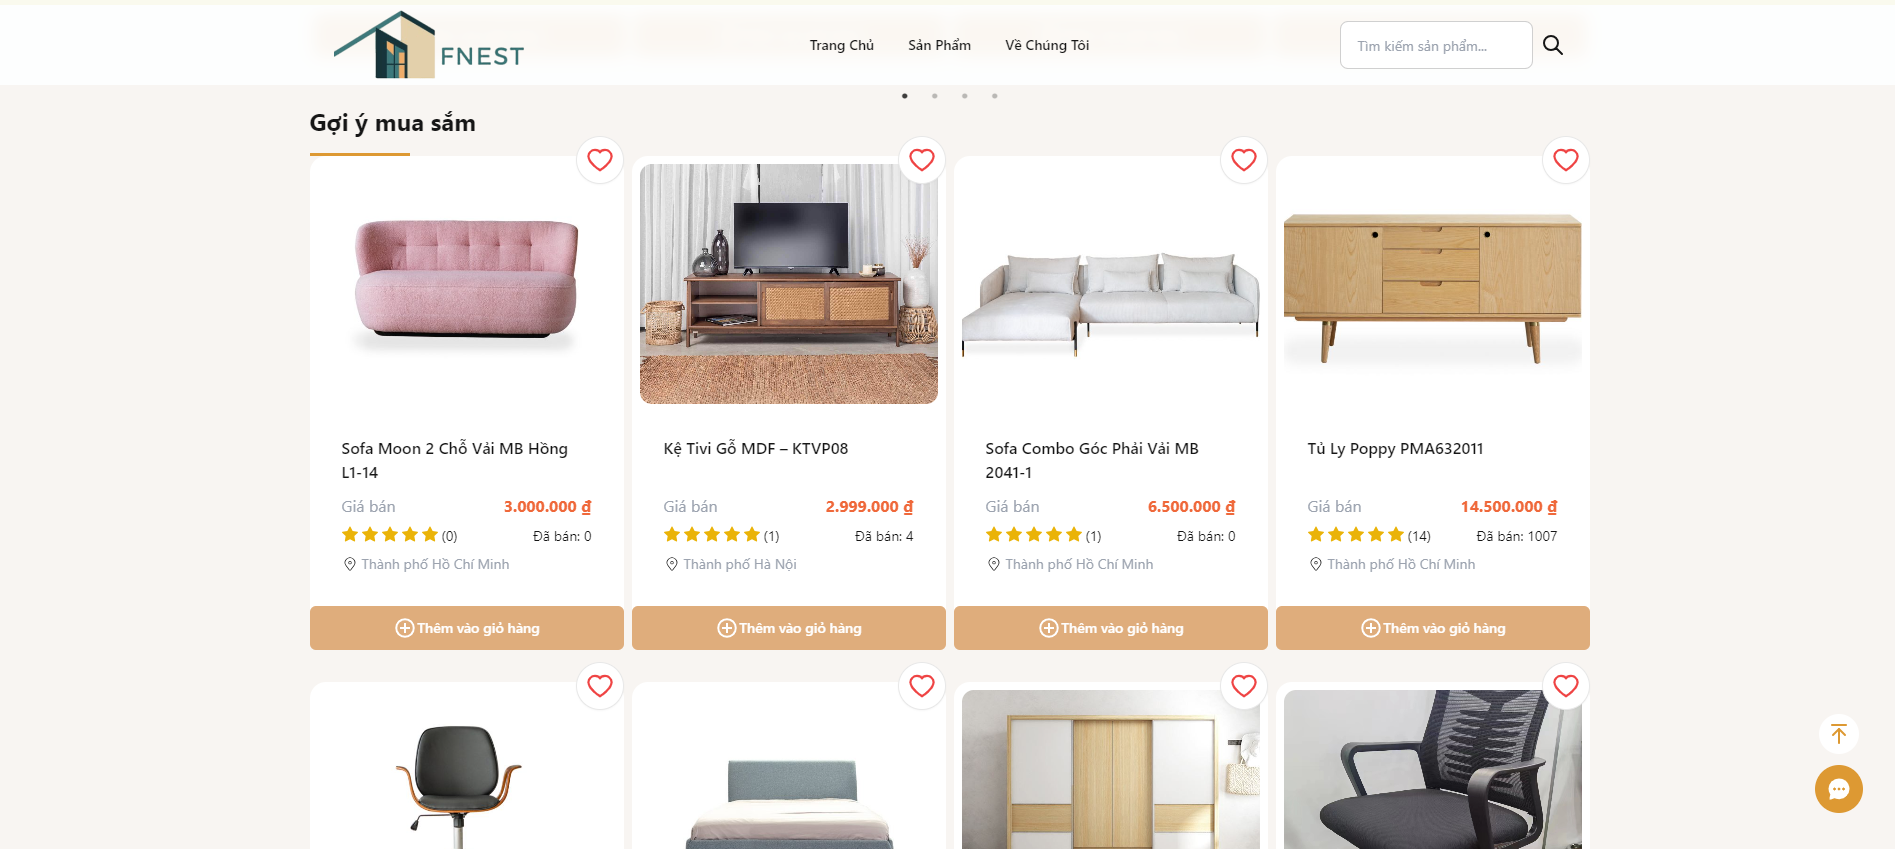 FNEST
Trang Chủ
Sản Phẩm
Về Chúng Tôi
Tìm kiếm sản phẩm...
Gợi ý mua sắm
Sofa Moon 2 Chỗ Vải MB Hồng
L1-14
Giá bán
3.000.000 ₫
(0)
Đã bán: 0
Thành phố Hồ Chí Minh
Thêm vào giỏ hàng
Kệ Tivi Gỗ MDF – KTVP08
Giá bán
2.999.000 ₫
(1)
Đã bán: 4
Thành phố Hà Nội
Thêm vào giỏ hàng
Sofa Combo Góc Phải Vải MB
2041-1
Giá bán
6.500.000 ₫
(1)
Đã bán: 0
Thành phố Hồ Chí Minh
Thêm vào giỏ hàng
Tủ Ly Poppy PMA632011
Giá bán
14.500.000 ₫
(14)
Đã bán: 1007
Thành phố Hồ Chí Minh
Thêm vào giỏ hàng